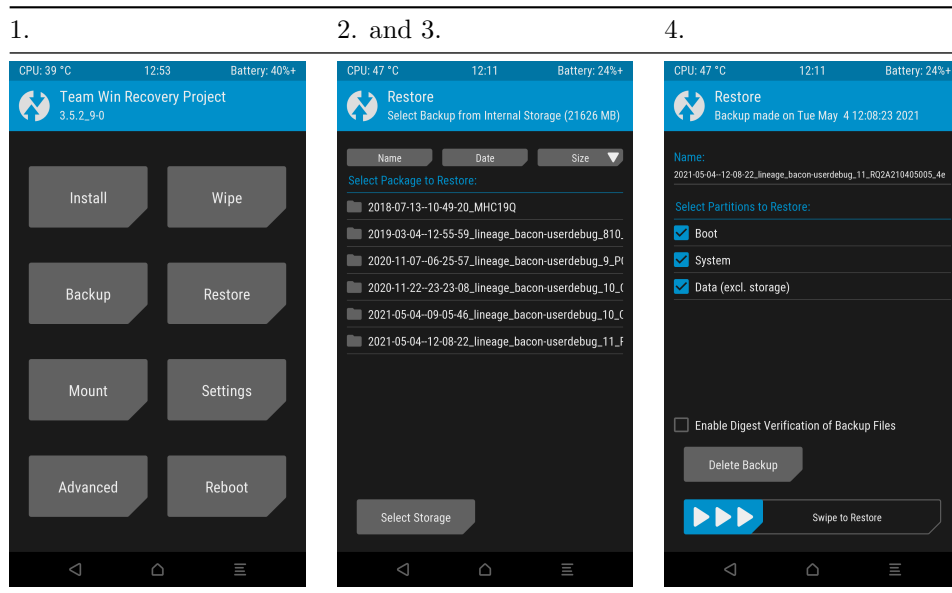 1.
2. and 3.
4.
CPU: 39 °C 12:53 Battery: 40%+
Team Win Recovery Project
3.5.2_9-0
Install Wipe
Backup Restore
Mount Settings
Advanced Reboot
CPU: 47 °C 12:11 Battery: 24%+
Restore
Select Backup from Internal Storage (21626 MB)
Name Date Size
Select Package to Restore:
2018-07-13--10-49-20_MHC19Q
2019-03-04--12-55-59_lineage_bacon-userdebug_810_
2020-11-07--06-25-57_lineage_bacon-userdebug_9_P
2020-11-22--23-23-08_lineage_bacon-userdebug_10_
2021-05-04--09-05-46_lineage_bacon-userdebug_10_
2021-05-04--12-08-22_lineage_bacon-userdebug_11_
Select Storage
CPU: 47 °C 12:11 Battery: 24%+
Restore
Backup made on Tue May 4 12:08:23 2021
Name:
2021-05-04--12-08-22_lineage_bacon-userdebug_11_RQ2A210405005_4e
Select Partitions to Restore:
Boot
System
Data (excl. storage)
Enable Digest Verification of Backup Files
Delete Backup
Swipe to Restore